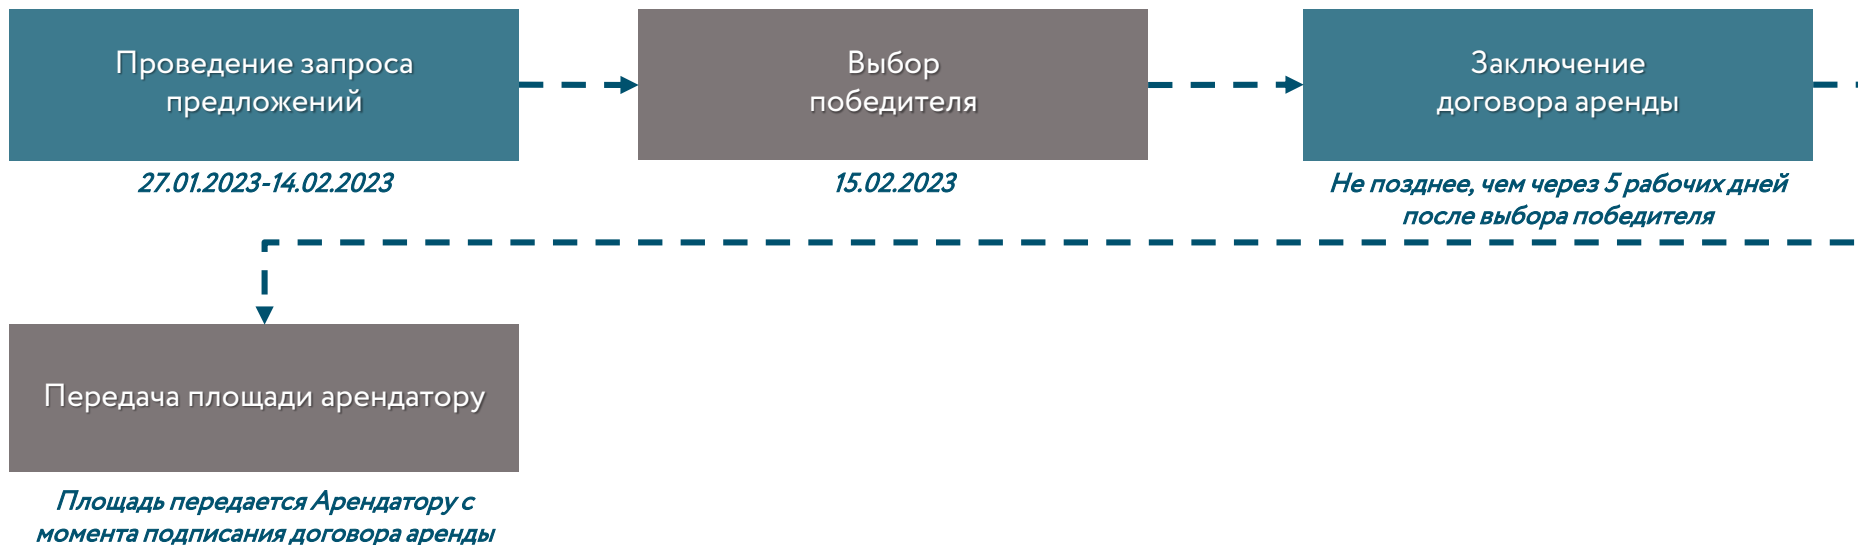 Проведение запроса
предложений
27.01.2023-14.02.2023
Выбор
победителя
15.02.2023
Заключение
договора аренды
Не позднее, чем через 5 рабочих дней
после выбора победителя
Передача площади арендатору
Площадь передается Арендатору с
момента подписания договора аренды